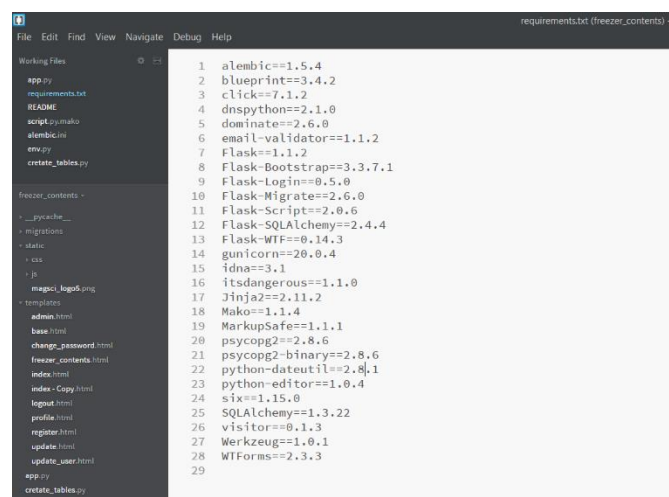 requirements.txt (freezer_contents) -
File Edit Find View Navigate Debug Help
Working Files
app.py
requirements.txt
README
script.py.mako
alembic.ini
env.py
cretate_tables.py
freezer_contents
__pycache__
migrations
static
css
js
magsci_logo5.png
templates
admin.html
base.html
change_password.html
freezer_contents.html
index.html
index - Copy.html
logout.html
profile.html
register.html
update.html
update_user.html
app.py
cretate_tables.py
1 alembic==1.5.4
2 blueprint==3.4.2
3 click==7.1.2
4 dnspython==2.1.0
5 dominate==2.6.0
6 email-validator==1.1.2
7 Flask==1.1.2
8 Flask-Bootstrap==3.3.7.1
9 Flask-Login==0.5.0
10 Flask-Migrate==2.6.0
11 Flask-Script==2.0.6
12 Flask-SQLAlchemy==2.4.4
13 Flask-WTF==0.14.3
14 gunicorn==20.0.4
15 idna==3.1
16 itsdangerous==1.1.0
17 Jinja2==2.11.2
18 Mako==1.1.4
19 MarkupSafe==1.1.1
20 psycopg2==2.8.6
21 psycopg2-binary==2.8.6
22 python-dateutil==2.8.1
23 python-editor==1.0.4
24 six==1.15.0
25 SQLAlchemy==1.3.22
26 visitor==0.1.3
27 Werkzeug==1.0.1
28 WTForms==2.3.3
29